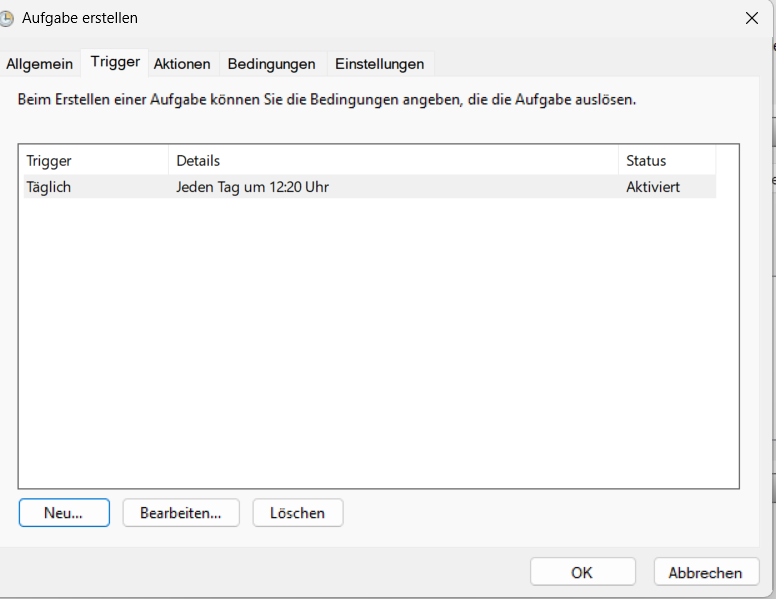 Aufgabe erstellen
Allgemein Trigger Aktionen Bedingungen Einstellungen
Beim Erstellen einer Aufgabe können Sie die Bedingungen angeben, die die Aufgabe auslösen.
Trigger Details Status
Täglich Jeden Tag um 12:20 Uhr Aktiviert
Neu... Bearbeiten... Löschen
OK Abbrechen